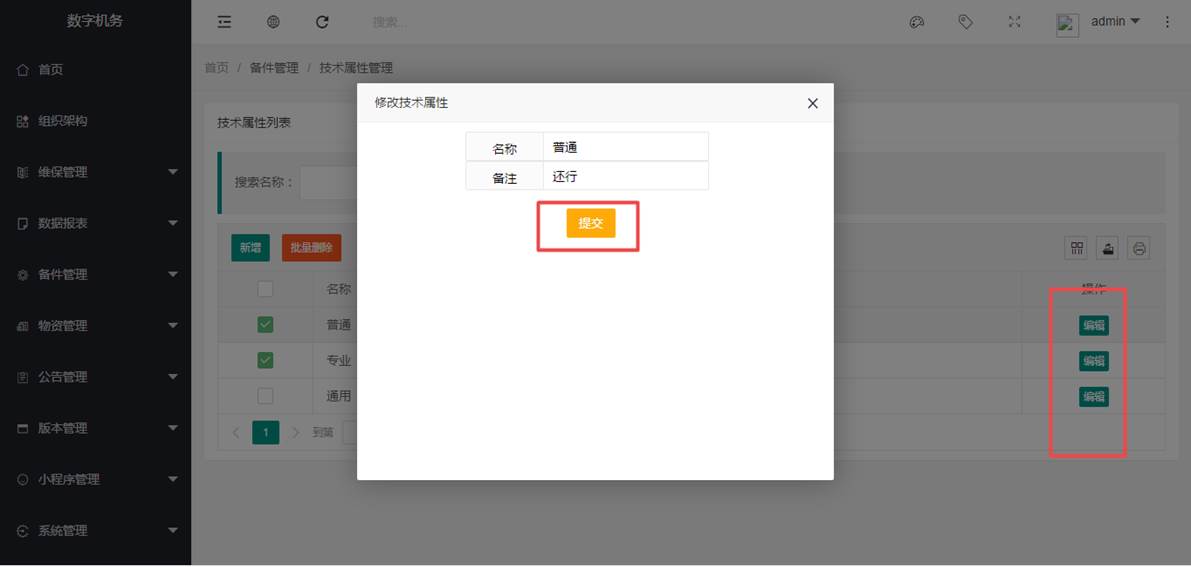 数字机务
搜索...
admin
首页
组织架构
维保管理
数据报表
备件管理
物资管理
公告管理
版本管理
小程序管理
系统管理
首页 / 备件管理 / 技术属性管理
技术属性列表
搜索名称：
新增 批量删除
名称 操作
普通 编辑
专业 编辑
通用 编辑
1 到第
修改技术属性
名称 普通
备注 还行
提交